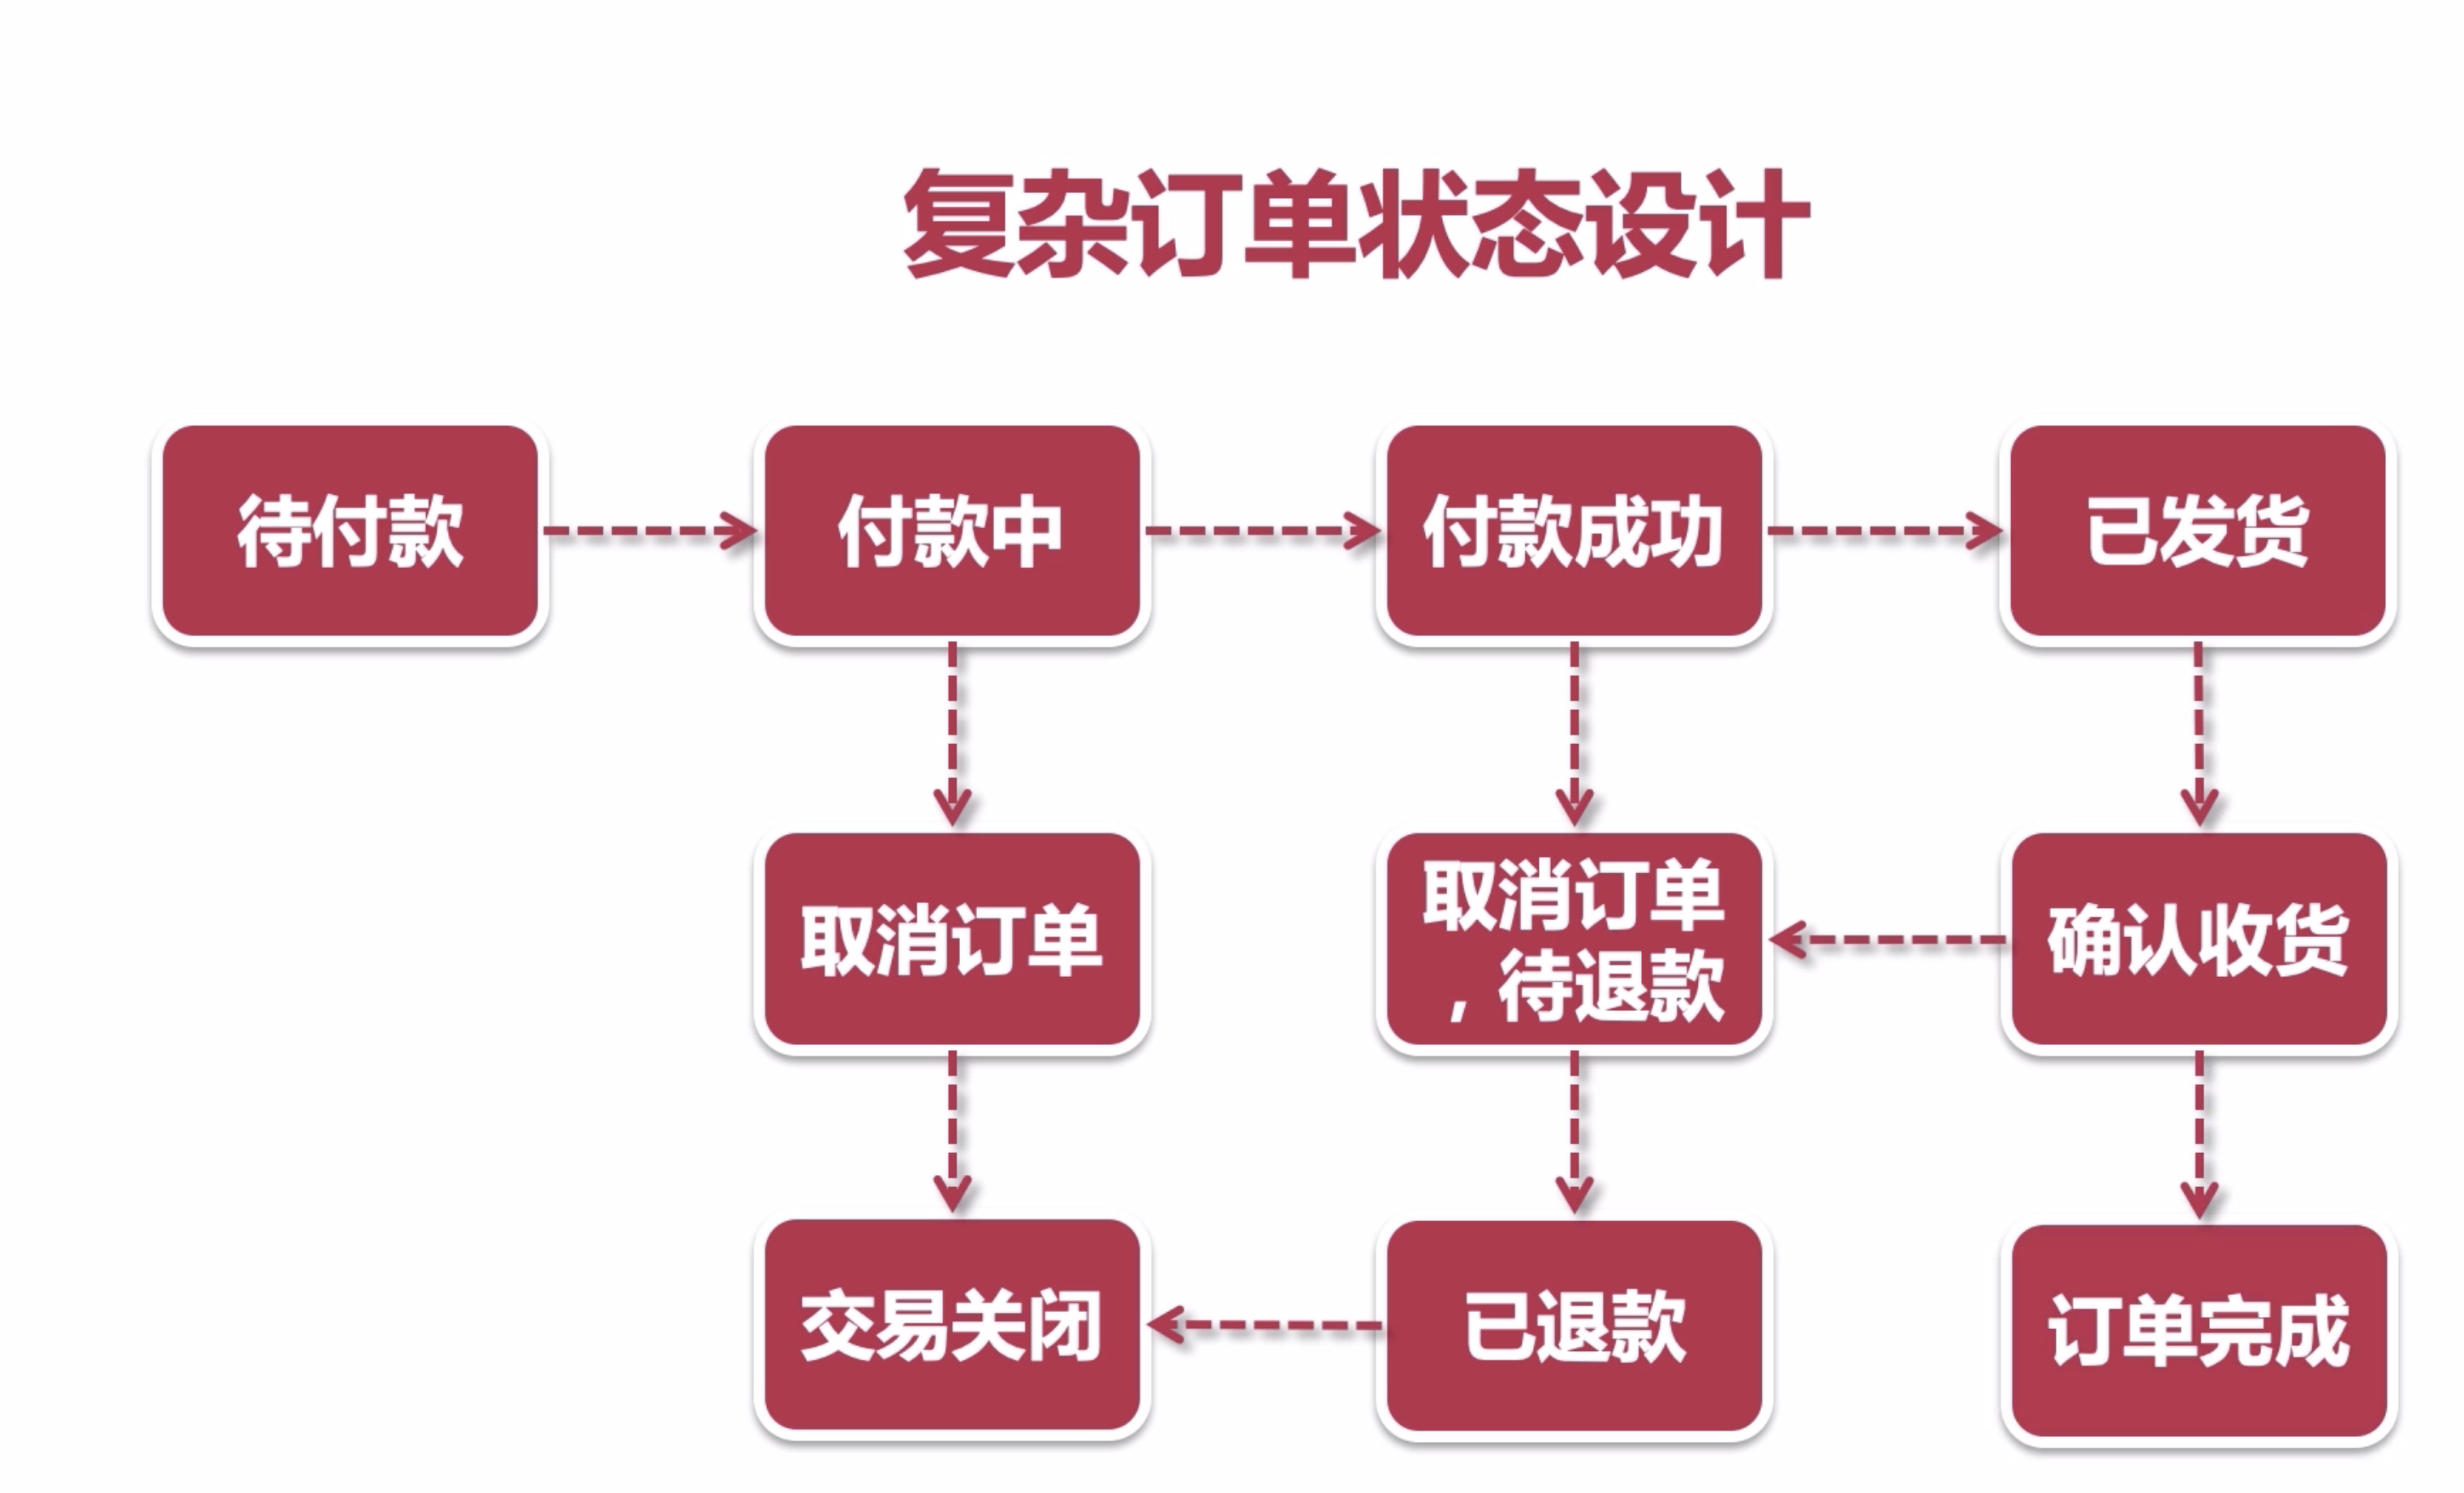 复杂订单状态设计
待付款
付款中
付款成功
已发货
取消订单
取消订单
，待退款
确认收货
交易关闭
已退款
订单完成